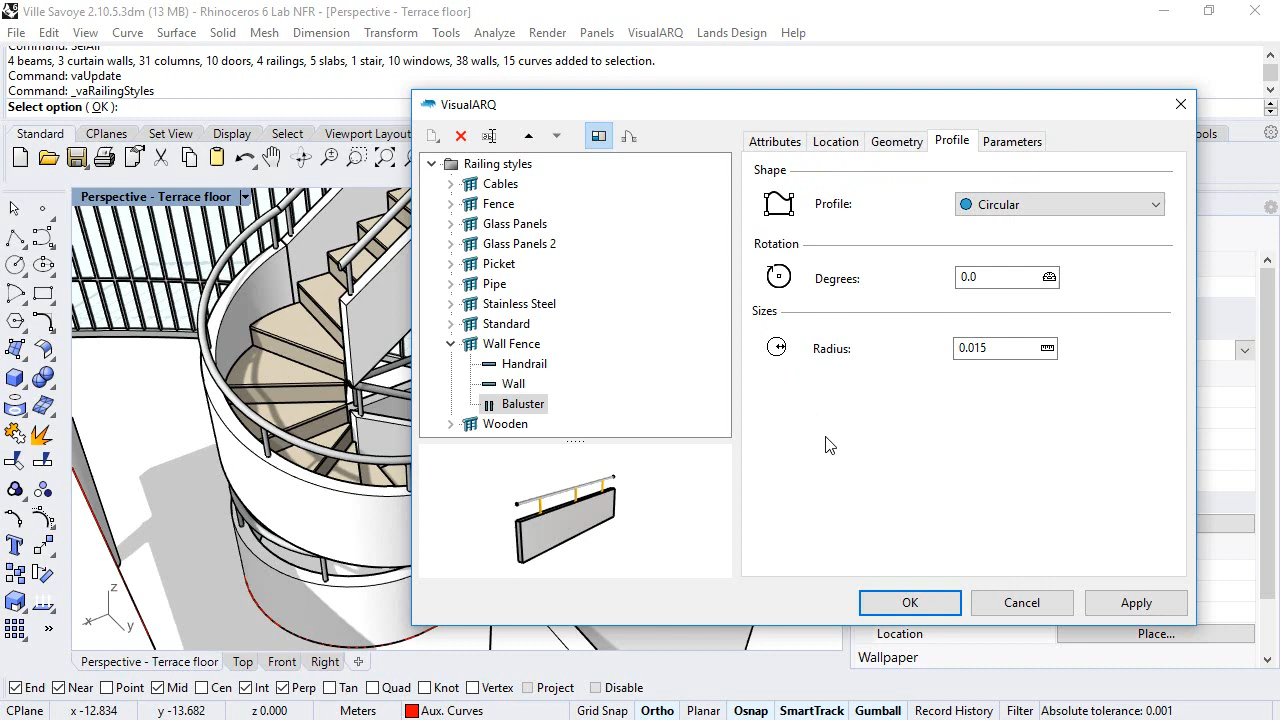 Ville Savoye 2.10.5.3dm (13 MB) - Rhinoceros 6 Lab NFR - [Perspective - Terrace floor]
File Edit View Curve Surface Solid Mesh Dimension Transform Tools Analyze Render Panels VisualARQ Lands Design Help
Command: SelAll
4 beams, 3 curtain walls, 31 columns, 10 doors, 4 railings, 5 slabs, 1 stair, 10 windows, 38 walls, 15 curves added to selection.
Command: vaUpdate
Command: _vaRailingStyles
Select option ( OK ):
VisualARQ
Standard CPlanes Set View Display Select Viewport Layout
Attributes Location Geometry Profile Parameters
Railing styles
Cables
Fence
Glass Panels
Glass Panels 2
Picket
Pipe
Stainless Steel
Standard
Wall Fence
Handrail
Wall
Baluster
Wooden
Shape
Profile: Circular
Rotation
Degrees: 0.0
Sizes
Radius: 0.015
OK Cancel Apply
Perspective - Terrace floor
z
x
y
Location Place...
Wallpaper
Perspective - Terrace floor Top Front Right
End Near Point Mid Cen Int Perp Tan Quad Knot Vertex Project Disable
CPlane x -12.834 y -13.682 z 0.000 Meters Aux. Curves Grid Snap Ortho Planar Osnap SmartTrack Gumball Record History Filter Absolute tolerance: 0.001